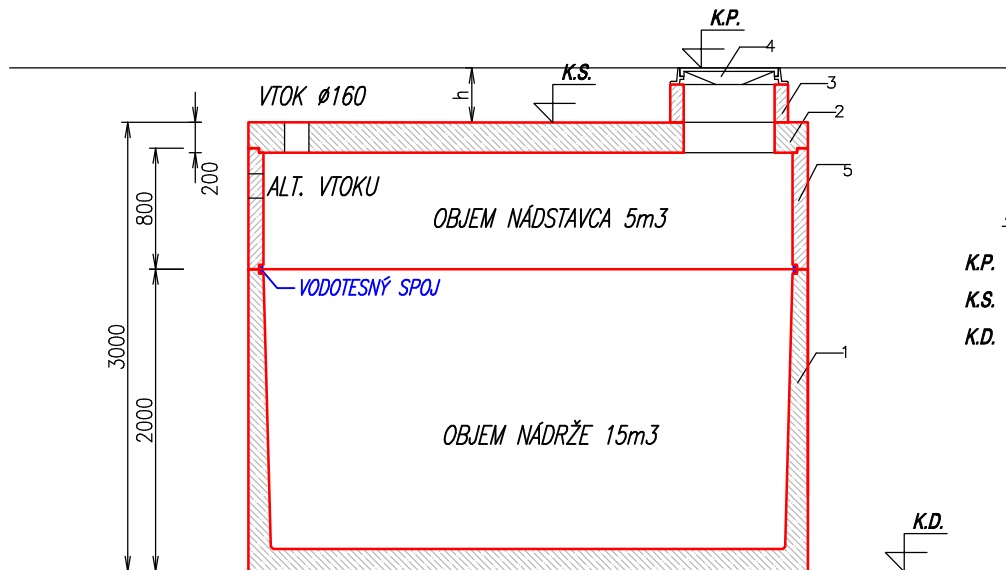 K.P.
4
K.S.
3
VTOK ø160
h
2
200
5
ALT. VTOKU
800
OBJEM NÁDSTAVCA 5m3
K.P.
VODOTESNÝ SPOJ
K.S.
3000
K.D.
1
2000
OBJEM NÁDRŽE 15m3
K.D.